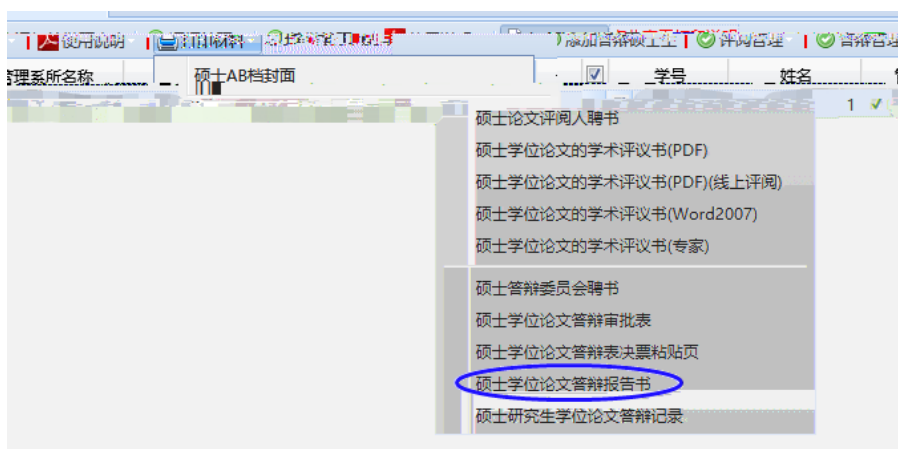 使用说明 打印材料 添加答辩硕士生 评阅管理 答辩管理
管理系所名称 硕士AB档封面 学号 姓名
1
硕士论文评阅人聘书
硕士学位论文的学术评议书(PDF)
硕士学位论文的学术评议书(PDF)(线上评阅)
硕士学位论文的学术评议书(Word2007)
硕士学位论文的学术评议书(专家)
硕士答辩委员会聘书
硕士学位论文答辩审批表
硕士学位论文答辩表决票粘贴页
硕士学位论文答辩报告书
硕士研究生学位论文答辩记录